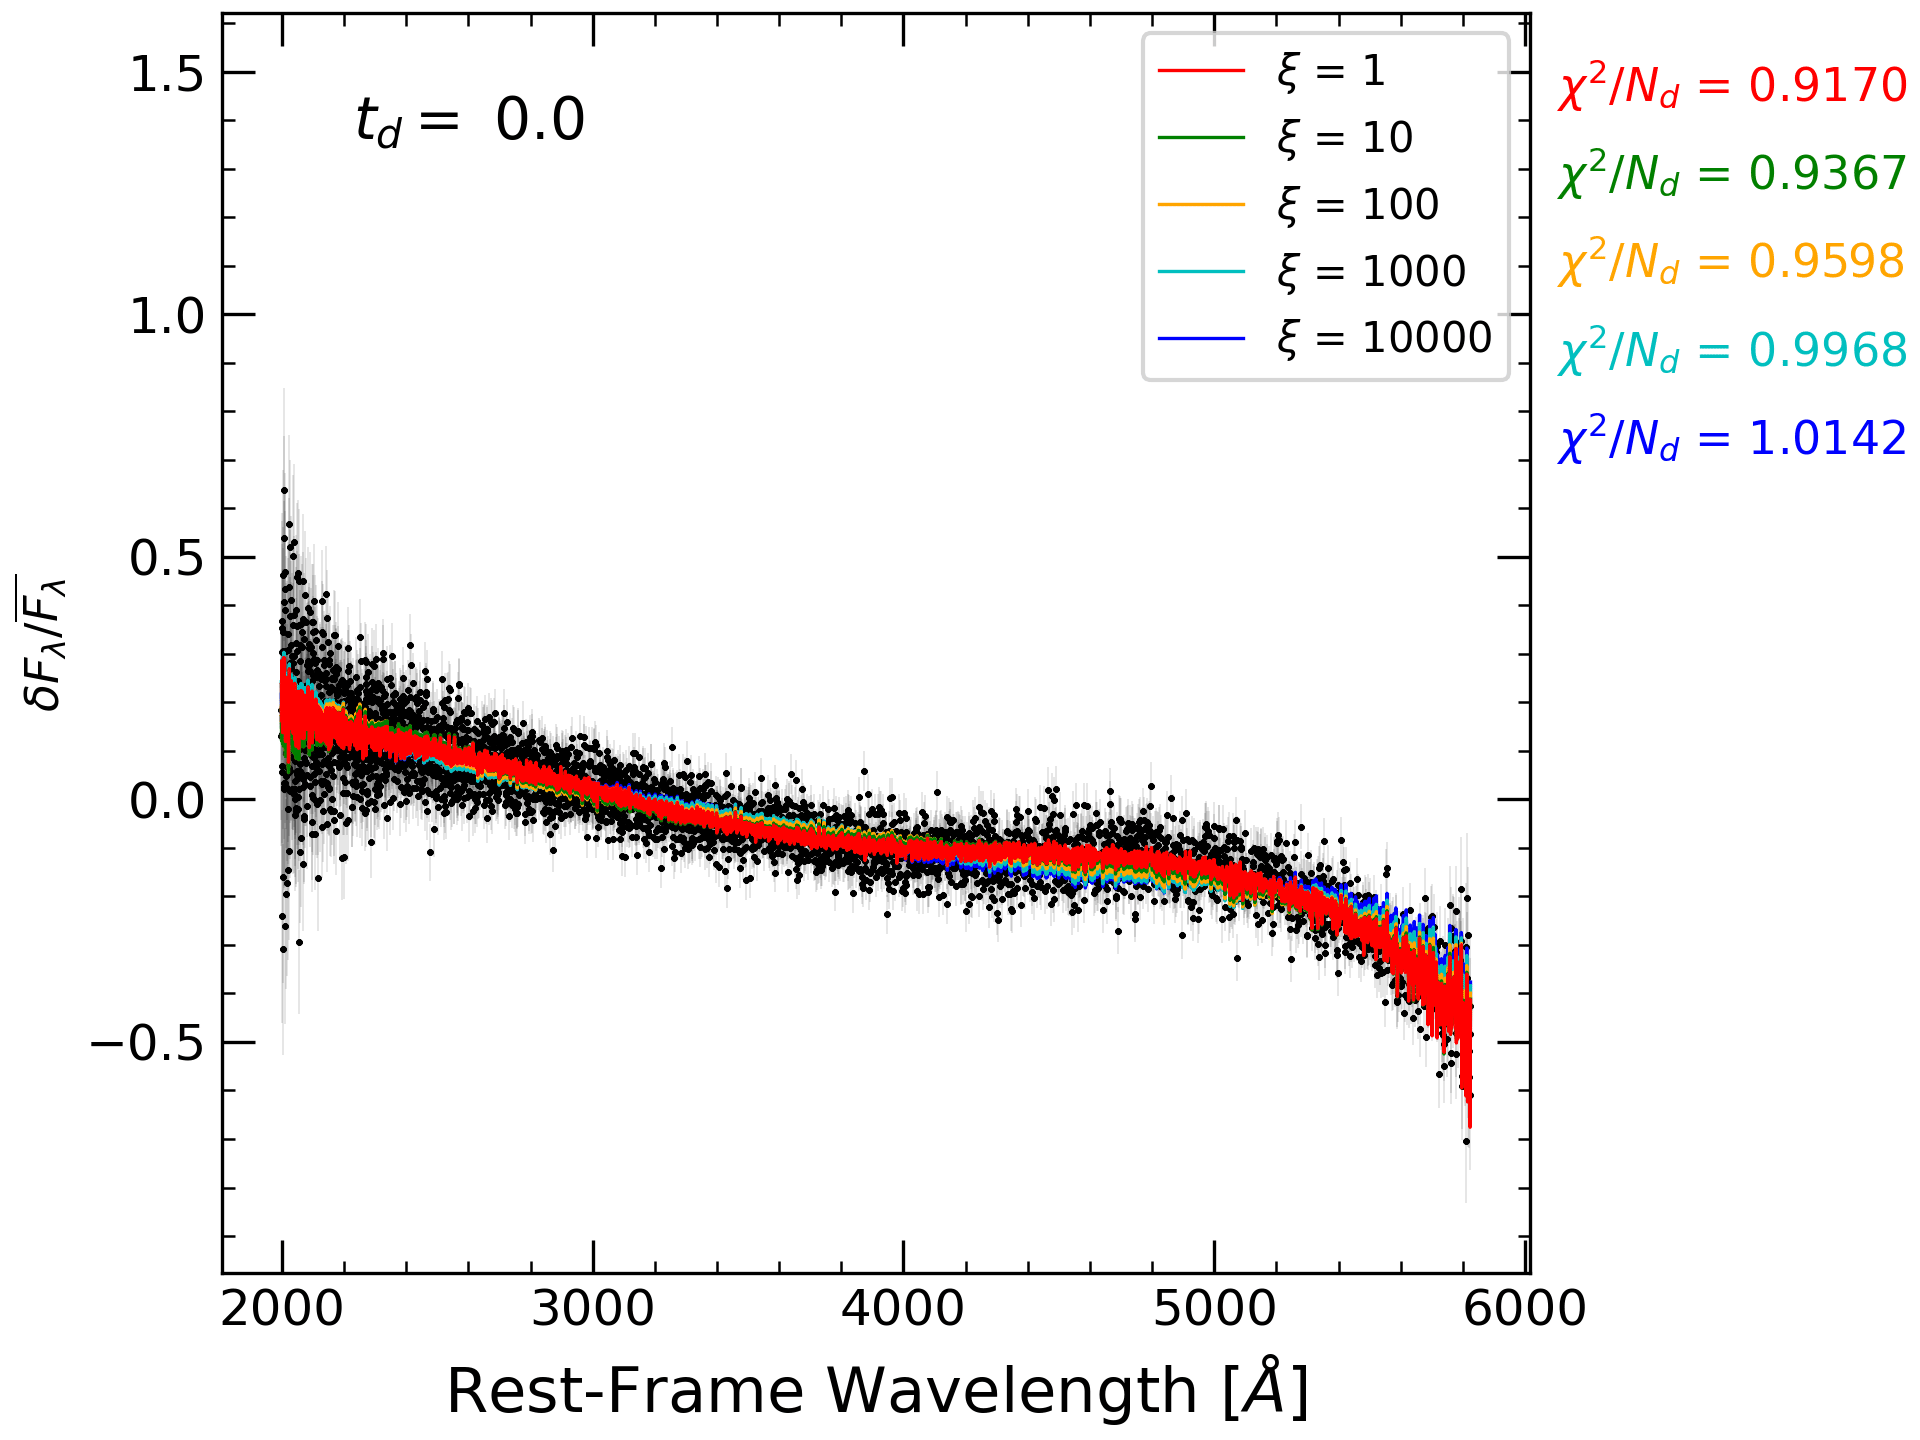 t_d = 0.0
ξ = 1
ξ = 10
ξ = 100
ξ = 1000
ξ = 10000
χ²/N_d = 0.9170
χ²/N_d = 0.9367
χ²/N_d = 0.9598
χ²/N_d = 0.9968
χ²/N_d = 1.0142
1.5
1.0
0.5
0.0
−0.5
δF_λ/F̅_λ
2000 3000 4000 5000 6000
Rest-Frame Wavelength [Å]